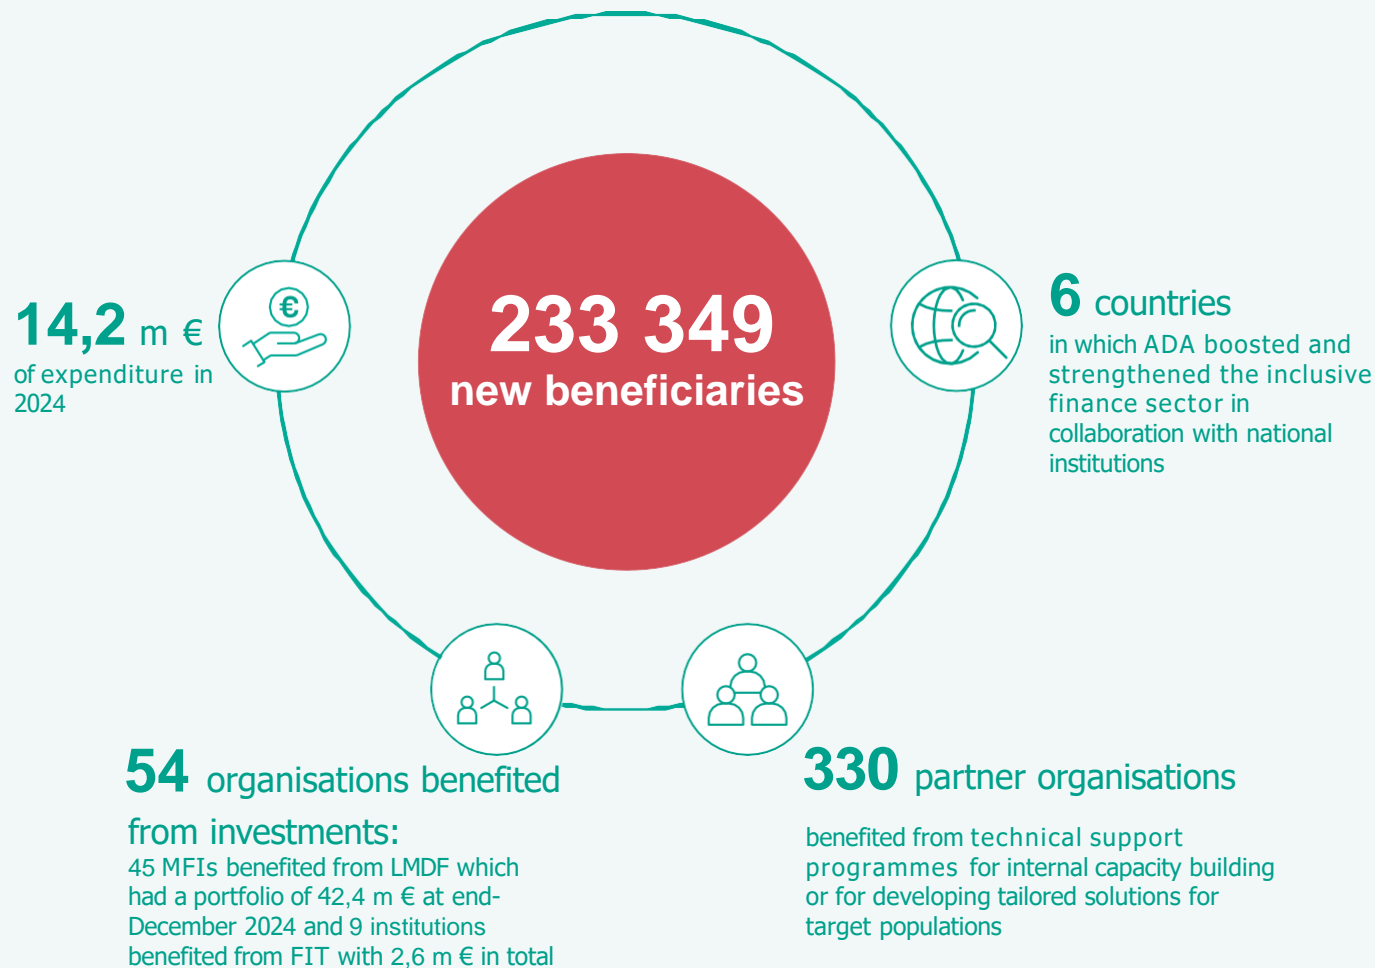 233 349
new beneficiaries
14,2 m €
of expenditure in
2024
€
6 countries
in which ADA boosted and
strengthened the inclusive
finance sector in
collaboration with national
institutions
54 organisations benefited
from investments:
45 MFIs benefited from LMDF which
had a portfolio of 42,4 m € at end-
December 2024 and 9 institutions
benefited from FIT with 2,6 m € in total
330 partner organisations
benefited from technical support
programmes for internal capacity building
or for developing tailored solutions for
target populations